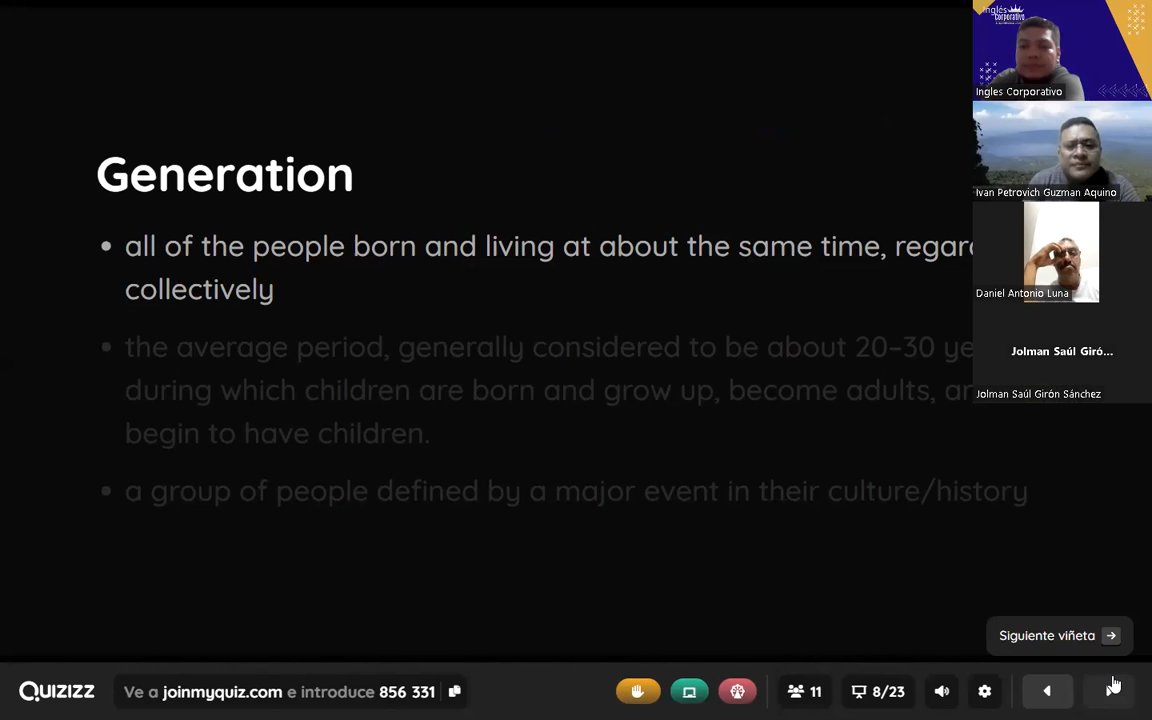 Inglés
Corporativo
Ingles Corporativo
Generation
Ivan Petrovich Guzman Aquino
• all of the people born and living at about the same time,
collectively
Daniel Antonio Luna
• the average period, generally considered to be about 20–30
during which children are born and grow up, become adults,
begin to have children.
Jolman Saúl Giró...
Jolman Saúl Girón Sánchez
• a group of people defined by a major event in their culture/history
Siguiente viñeta
QUIZIZZ
Ve a joinmyquiz.com e introduce 856 331
11
8/23